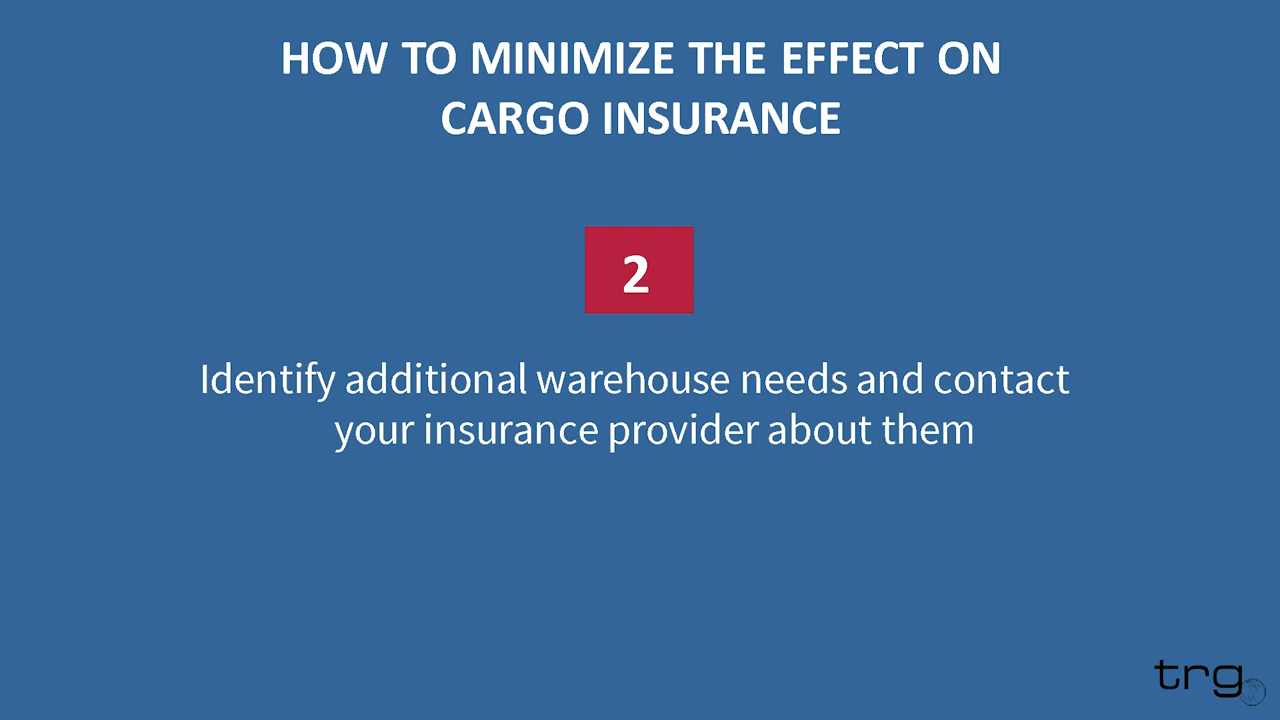 HOW TO MINIMIZE THE EFFECT ON
CARGO INSURANCE
2
Identify additional warehouse needs and contact
your insurance provider about them
trg